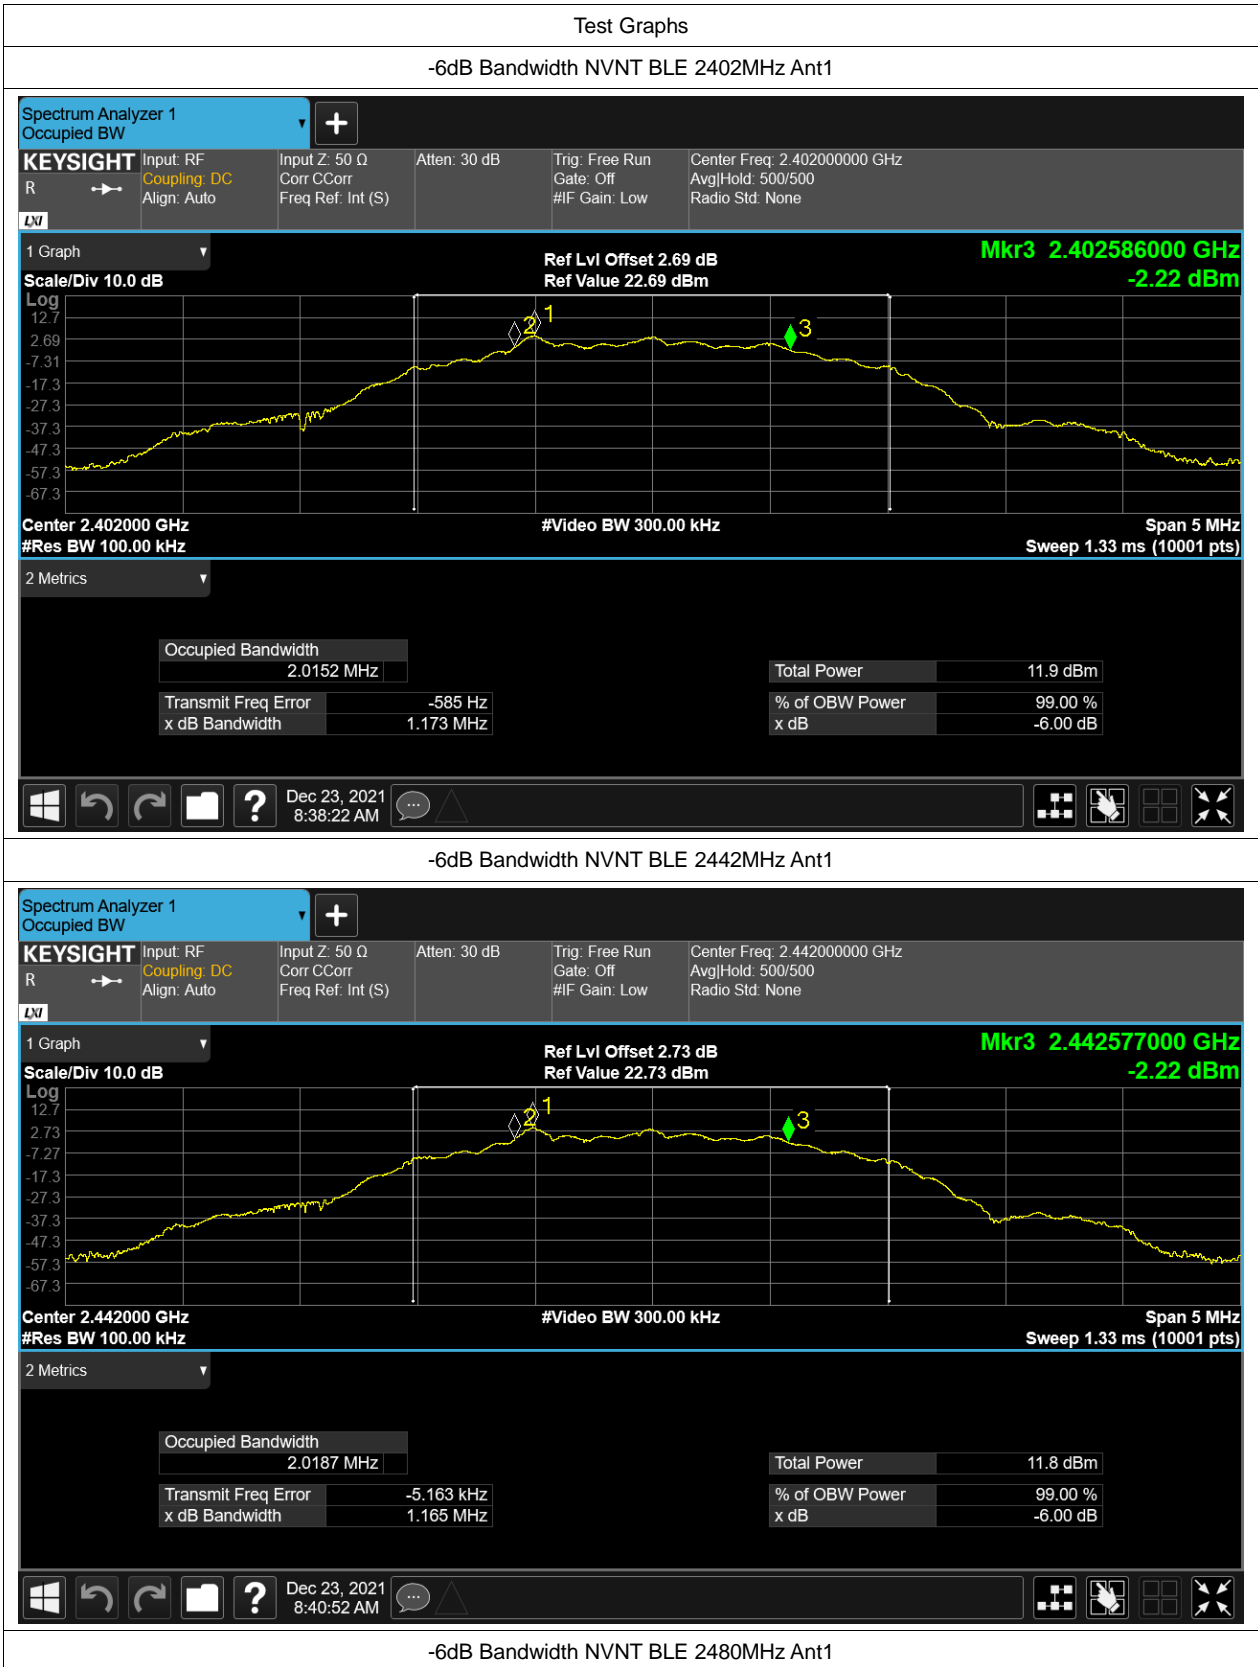 Test Graphs
-6dB Bandwidth NVNT BLE 2402MHz Ant1
Spectrum Analyzer 1
Occupied BW
KEYSIGHT Input: RF Input Z: 50 Ω Atten: 30 dB Trig: Free Run Center Freq: 2.402000000 GHz
R Coupling: DC Corr CCorr Gate: Off Avg|Hold: 500/500
Align: Auto Freq Ref: Int (S) #IF Gain: Low Radio Std: None
LXI
1 Graph Ref Lvl Offset 2.69 dB Mkr3 2.402586000 GHz
Scale/Div 10.0 dB Ref Value 22.69 dBm -2.22 dBm
Log
12.7
2.69
-7.31
-17.3
-27.3
-37.3
-47.3
-57.3
-67.3
2 1 3
Center 2.402000 GHz #Video BW 300.00 kHz Span 5 MHz
#Res BW 100.00 kHz Sweep 1.33 ms (10001 pts)
2 Metrics
Occupied Bandwidth
2.0152 MHz Total Power 11.9 dBm
Transmit Freq Error -585 Hz % of OBW Power 99.00 %
x dB Bandwidth 1.173 MHz x dB -6.00 dB
? Dec 23, 2021
8:38:22 AM
-6dB Bandwidth NVNT BLE 2442MHz Ant1
Spectrum Analyzer 1
Occupied BW
KEYSIGHT Input: RF Input Z: 50 Ω Atten: 30 dB Trig: Free Run Center Freq: 2.442000000 GHz
R Coupling: DC Corr CCorr Gate: Off Avg|Hold: 500/500
Align: Auto Freq Ref: Int (S) #IF Gain: Low Radio Std: None
LXI
1 Graph Ref Lvl Offset 2.73 dB Mkr3 2.442577000 GHz
Scale/Div 10.0 dB Ref Value 22.73 dBm -2.22 dBm
Log
12.7
2.73
-7.27
-17.3
-27.3
-37.3
-47.3
-57.3
-67.3
2 1 3
Center 2.442000 GHz #Video BW 300.00 kHz Span 5 MHz
#Res BW 100.00 kHz Sweep 1.33 ms (10001 pts)
2 Metrics
Occupied Bandwidth
2.0187 MHz Total Power 11.8 dBm
Transmit Freq Error -5.163 kHz % of OBW Power 99.00 %
x dB Bandwidth 1.165 MHz x dB -6.00 dB
? Dec 23, 2021
8:40:52 AM
-6dB Bandwidth NVNT BLE 2480MHz Ant1